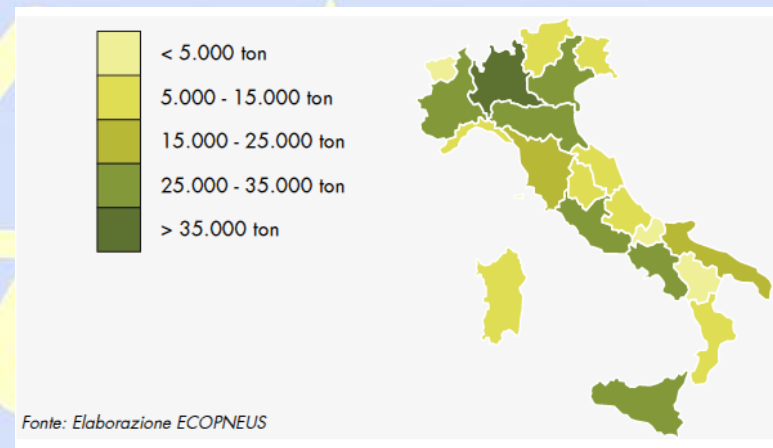 < 5.000 ton
5.000 - 15.000 ton
15.000 - 25.000 ton
25.000 - 35.000 ton
> 35.000 ton
Fonte: Elaborazione ECOPNEUS